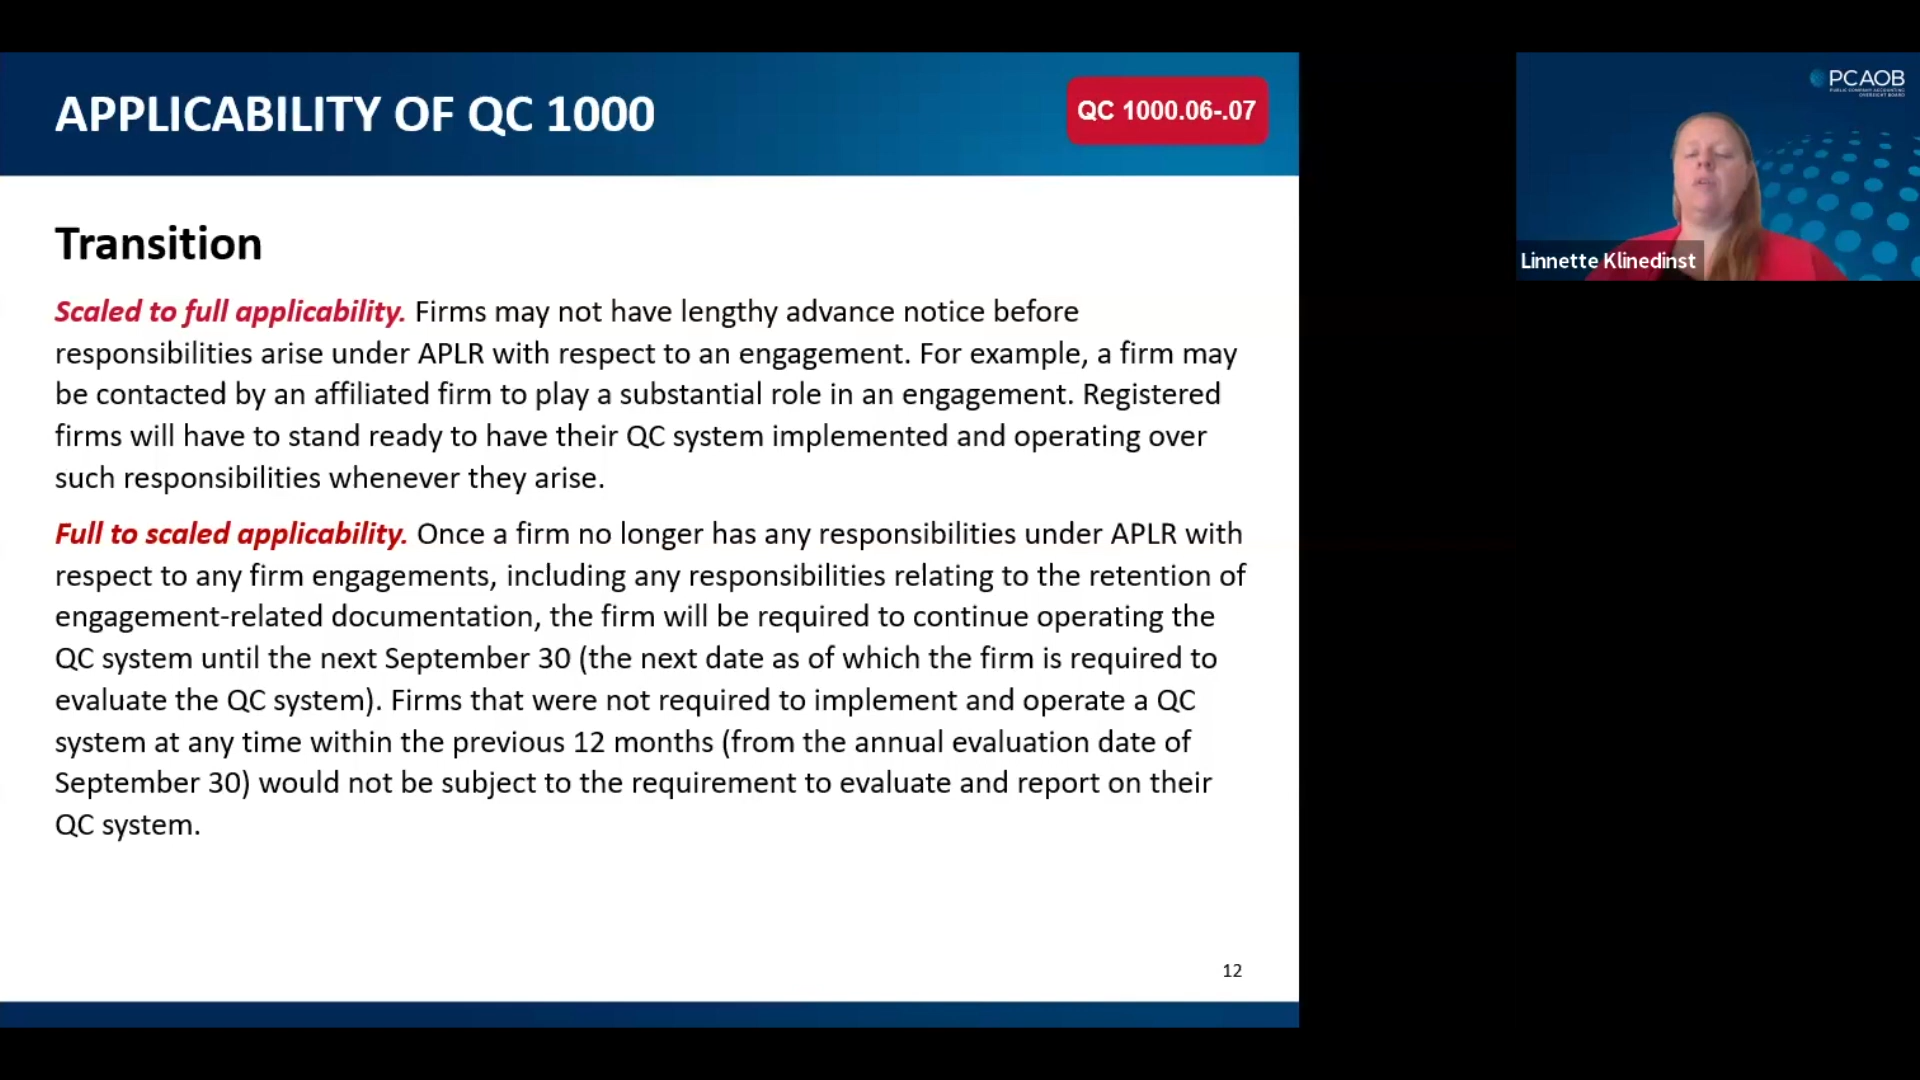 APPLICABILITY OF QC 1000
QC 1000.06-.07
Transition
Scaled to full applicability. Firms may not have lengthy advance notice before
responsibilities arise under APLR with respect to an engagement. For example, a firm may
be contacted by an affiliated firm to play a substantial role in an engagement. Registered
firms will have to stand ready to have their QC system implemented and operating over
such responsibilities whenever they arise.
Full to scaled applicability. Once a firm no longer has any responsibilities under APLR with
respect to any firm engagements, including any responsibilities relating to the retention of
engagement-related documentation, the firm will be required to continue operating the
QC system until the next September 30 (the next date as of which the firm is required to
evaluate the QC system). Firms that were not required to implement and operate a QC
system at any time within the previous 12 months (from the annual evaluation date of
September 30) would not be subject to the requirement to evaluate and report on their
QC system.
12
PCAOB
PUBLIC COMPANY ACCOUNTING
OVERSIGHT BOARD
Linnette Klinedinst